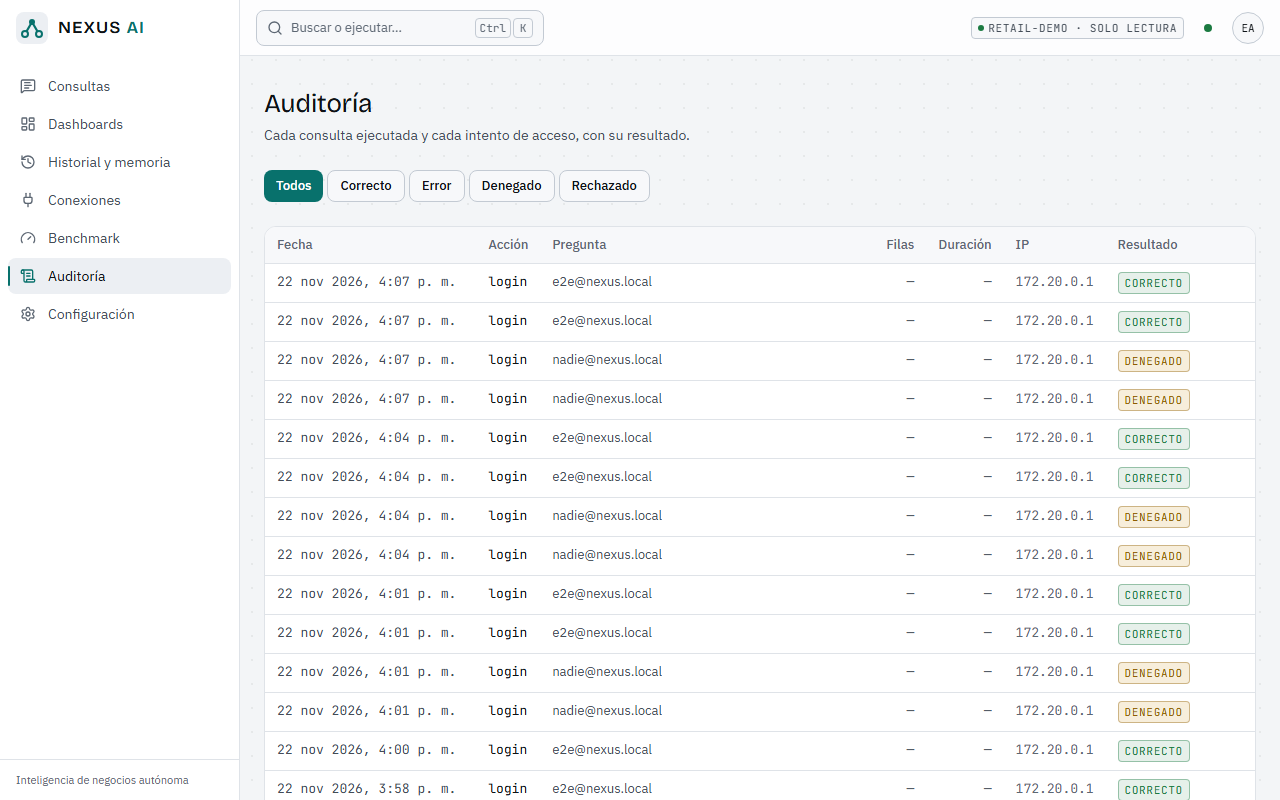 NEXUS AI
Buscar o ejecutar...
Ctrl K
RETAIL-DEMO · SOLO LECTURA
EA
Consultas
Dashboards
Historial y memoria
Conexiones
Benchmark
Auditoría
Configuración
Inteligencia de negocios autónoma
Auditoría
Cada consulta ejecutada y cada intento de acceso, con su resultado.
Todos Correcto Error Denegado Rechazado
Fecha Acción Pregunta Filas Duración IP Resultado
22 nov 2026, 4:07 p. m. login e2e@nexus.local — — 172.20.0.1 CORRECTO
22 nov 2026, 4:07 p. m. login e2e@nexus.local — — 172.20.0.1 CORRECTO
22 nov 2026, 4:07 p. m. login nadie@nexus.local — — 172.20.0.1 DENEGADO
22 nov 2026, 4:07 p. m. login nadie@nexus.local — — 172.20.0.1 DENEGADO
22 nov 2026, 4:04 p. m. login e2e@nexus.local — — 172.20.0.1 CORRECTO
22 nov 2026, 4:04 p. m. login e2e@nexus.local — — 172.20.0.1 CORRECTO
22 nov 2026, 4:04 p. m. login nadie@nexus.local — — 172.20.0.1 DENEGADO
22 nov 2026, 4:04 p. m. login nadie@nexus.local — — 172.20.0.1 DENEGADO
22 nov 2026, 4:01 p. m. login e2e@nexus.local — — 172.20.0.1 CORRECTO
22 nov 2026, 4:01 p. m. login e2e@nexus.local — — 172.20.0.1 CORRECTO
22 nov 2026, 4:01 p. m. login nadie@nexus.local — — 172.20.0.1 DENEGADO
22 nov 2026, 4:01 p. m. login nadie@nexus.local — — 172.20.0.1 DENEGADO
22 nov 2026, 4:00 p. m. login e2e@nexus.local — — 172.20.0.1 CORRECTO
22 nov 2026, 3:58 p. m. login e2e@nexus.local — — 172.20.0.1 CORRECTO